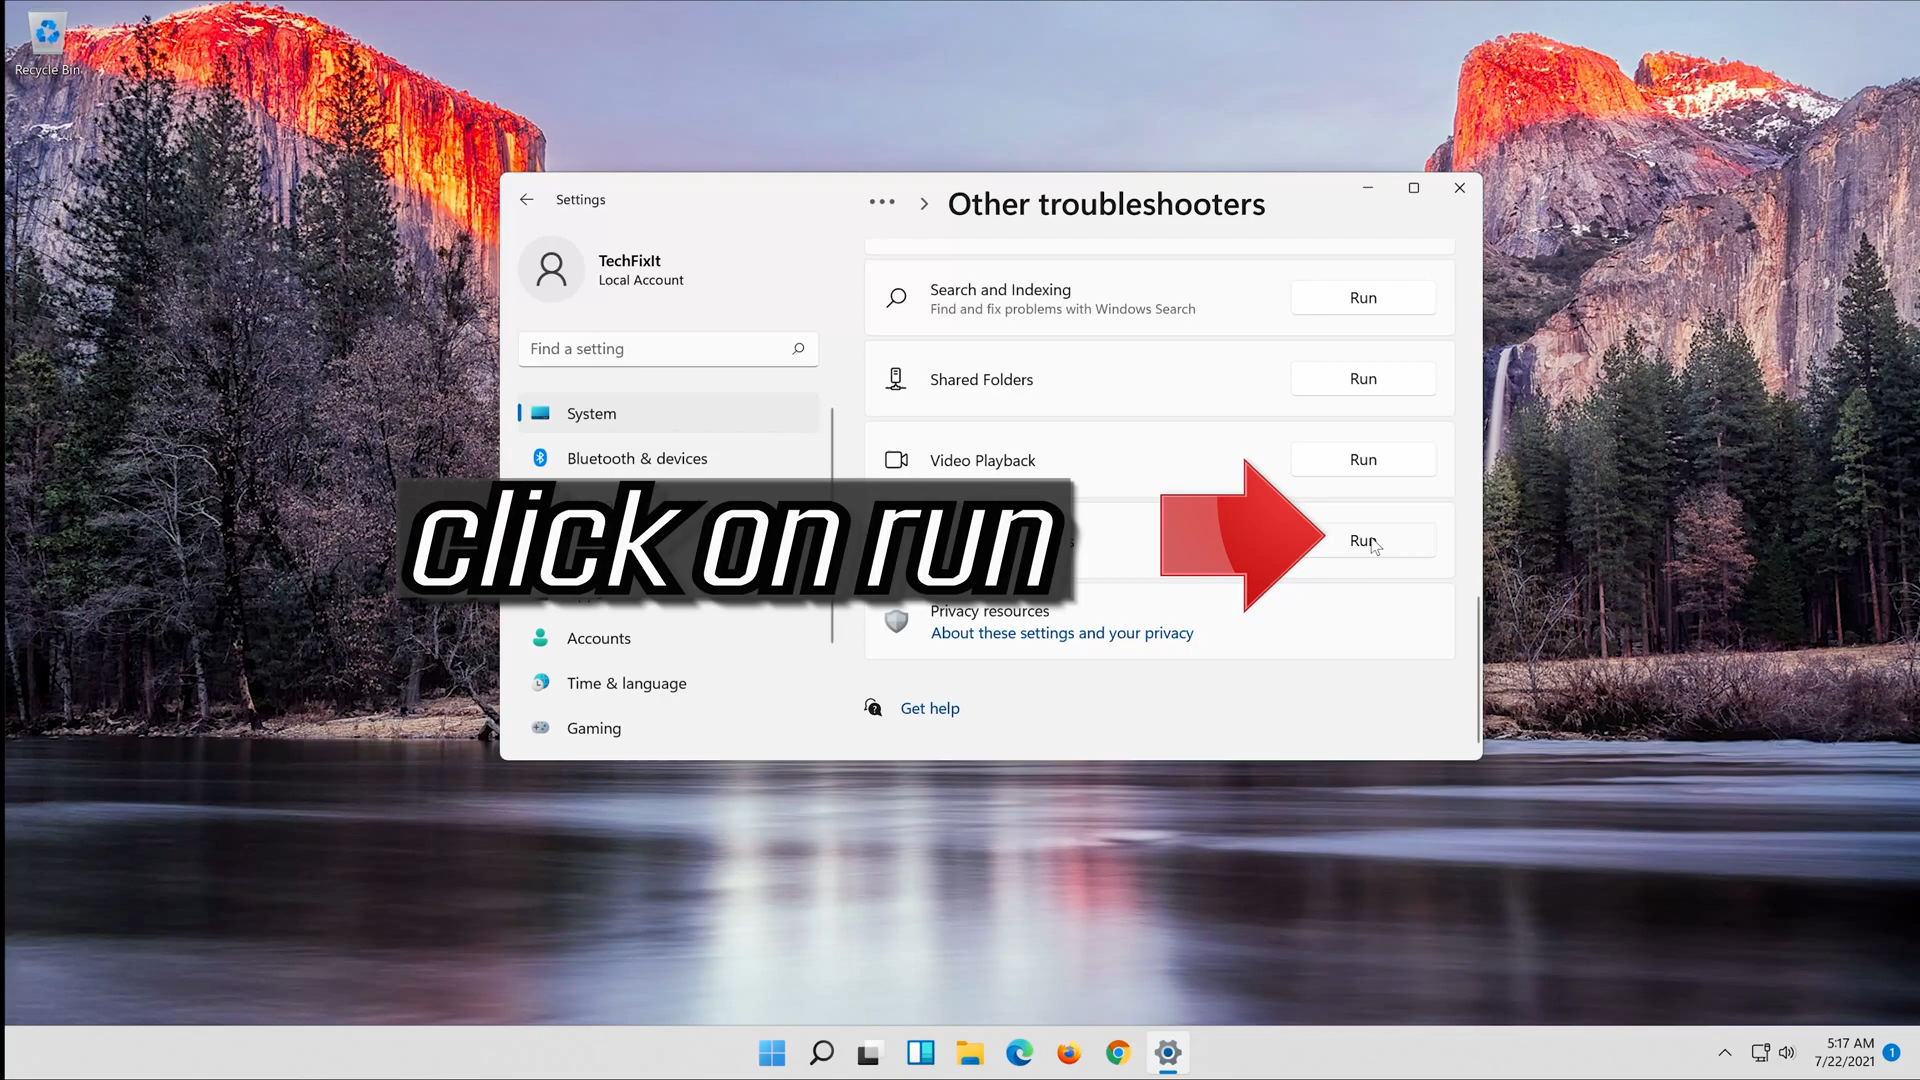 Recycle Bin
Settings
Other troubleshooters
TechFixIt
Local Account
Find a setting
System
Bluetooth & devices
Accounts
Time & language
Gaming
Search and Indexing
Find and fix problems with Windows Search
Run
Shared Folders
Run
Video Playback
Run
click on run
Run
Privacy resources
About these settings and your privacy
Get help
5:17 AM
7/22/2021
1